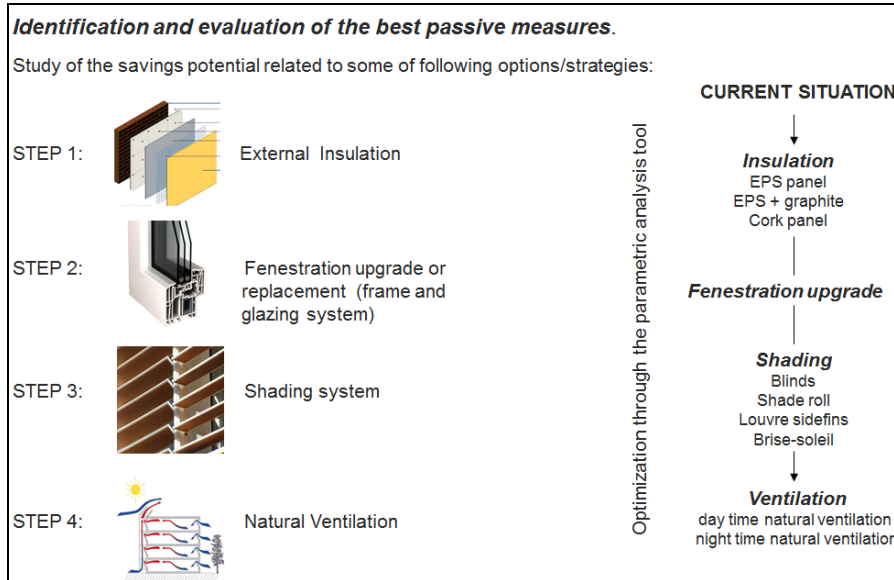 Identification and evaluation of the best passive measures.
Study of the savings potential related to some of following options/strategies:
STEP 1:
External Insulation
STEP 2:
Fenestration upgrade or
replacement (frame and
glazing system)
STEP 3:
Shading system
STEP 4:
Natural Ventilation
Optimization through the parametric analysis tool
CURRENT SITUATION
Insulation
EPS panel
EPS + graphite
Cork panel
Fenestration upgrade
Shading
Blinds
Shade roll
Louvre sidefins
Brise-soleil
Ventilation
day time natural ventilation
night time natural ventilation